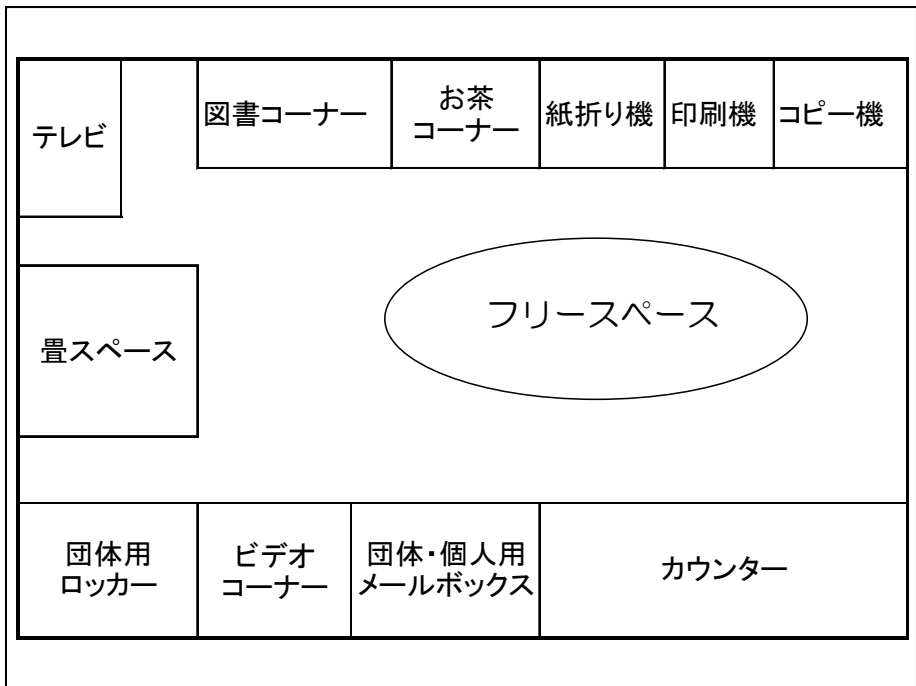 テレビ
図書コーナー
お茶
コーナー
紙折り機
印刷機
コピー機
フリースペース
畳スペース
団体用
ロッカー
ビデオ
コーナー
団体・個人用
メールボックス
カウンター